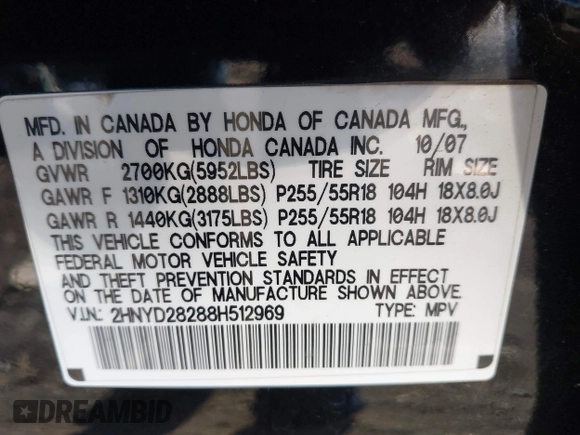 MFD. IN CANADA BY HONDA OF CANADA MFG.,
A DIVISION OF HONDA CANADA INC. 10/07
GVWR 2700KG(5952LBS) TIRE SIZE RIM SIZE
GAWR F 1310KG(2888LBS) P255/55R18 104H 18X8.0J
GAWR R 1440KG(3175LBS) P255/55R18 104H 18X8.0J
THIS VEHICLE CONFORMS TO ALL APPLICABLE
FEDERAL MOTOR VEHICLE SAFETY
AND THEFT PREVENTION STANDARDS IN EFFECT
ON THE DATE OF MANUFACTURE SHOWN ABOVE.
V.I.N.: 2HNYD28288H512969 TYPE: MPV
DREAMBID